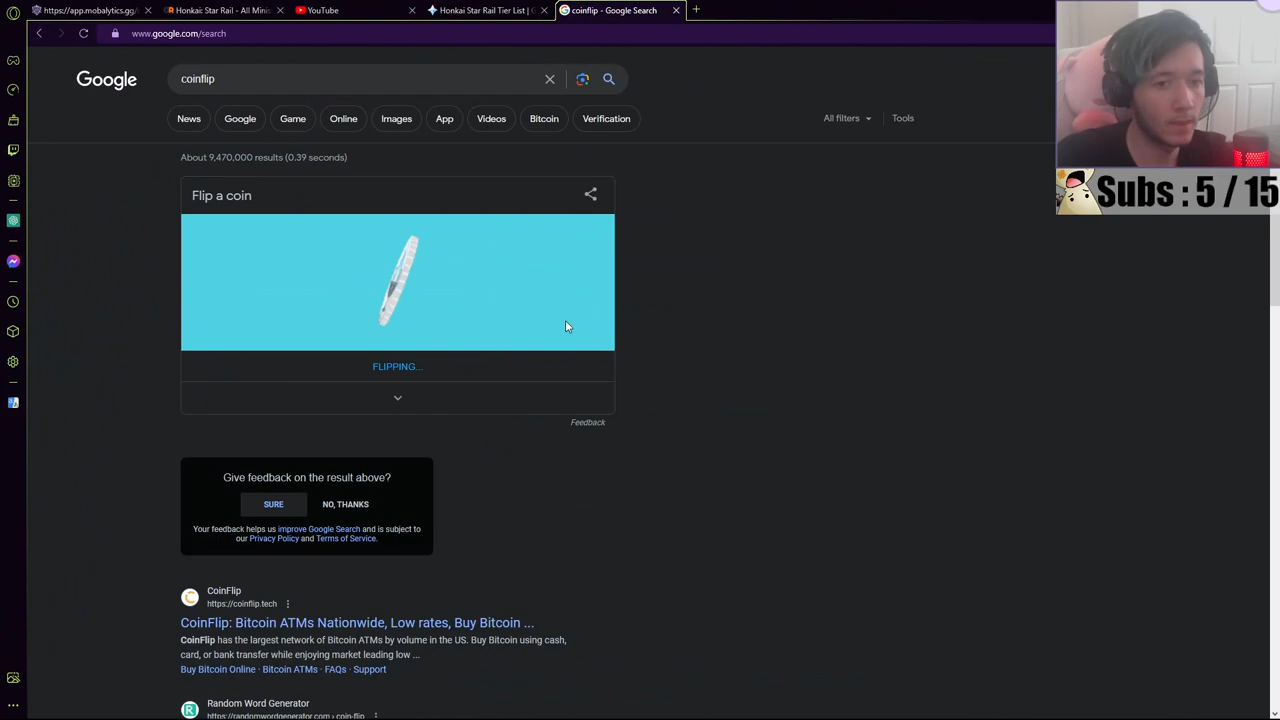 https://app.mobalytics.gg/
Honkai: Star Rail - All Minis
YouTube
Honkai Star Rail Tier List | G
coinflip - Google Search
www.google.com/search
Google
coinflip
News
Google
Game
Online
Images
App
Videos
Bitcoin
Verification
All filters
Tools
Subs : 5 / 15
About 9,470,000 results (0.39 seconds)
Flip a coin
FLIPPING...
Feedback
Give feedback on the result above?
SURE
NO, THANKS
Your feedback helps us improve Google Search and is subject to
our Privacy Policy and Terms of Service.
CoinFlip
https://coinflip.tech
CoinFlip: Bitcoin ATMs Nationwide, Low rates, Buy Bitcoin ...
CoinFlip has the largest network of Bitcoin ATMs by volume in the US. Buy Bitcoin using cash,
card, or bank transfer while enjoying market leading low ...
Buy Bitcoin Online · Bitcoin ATMs · FAQs · Support
Random Word Generator
https://randomwordgenerator.com › coin-flip